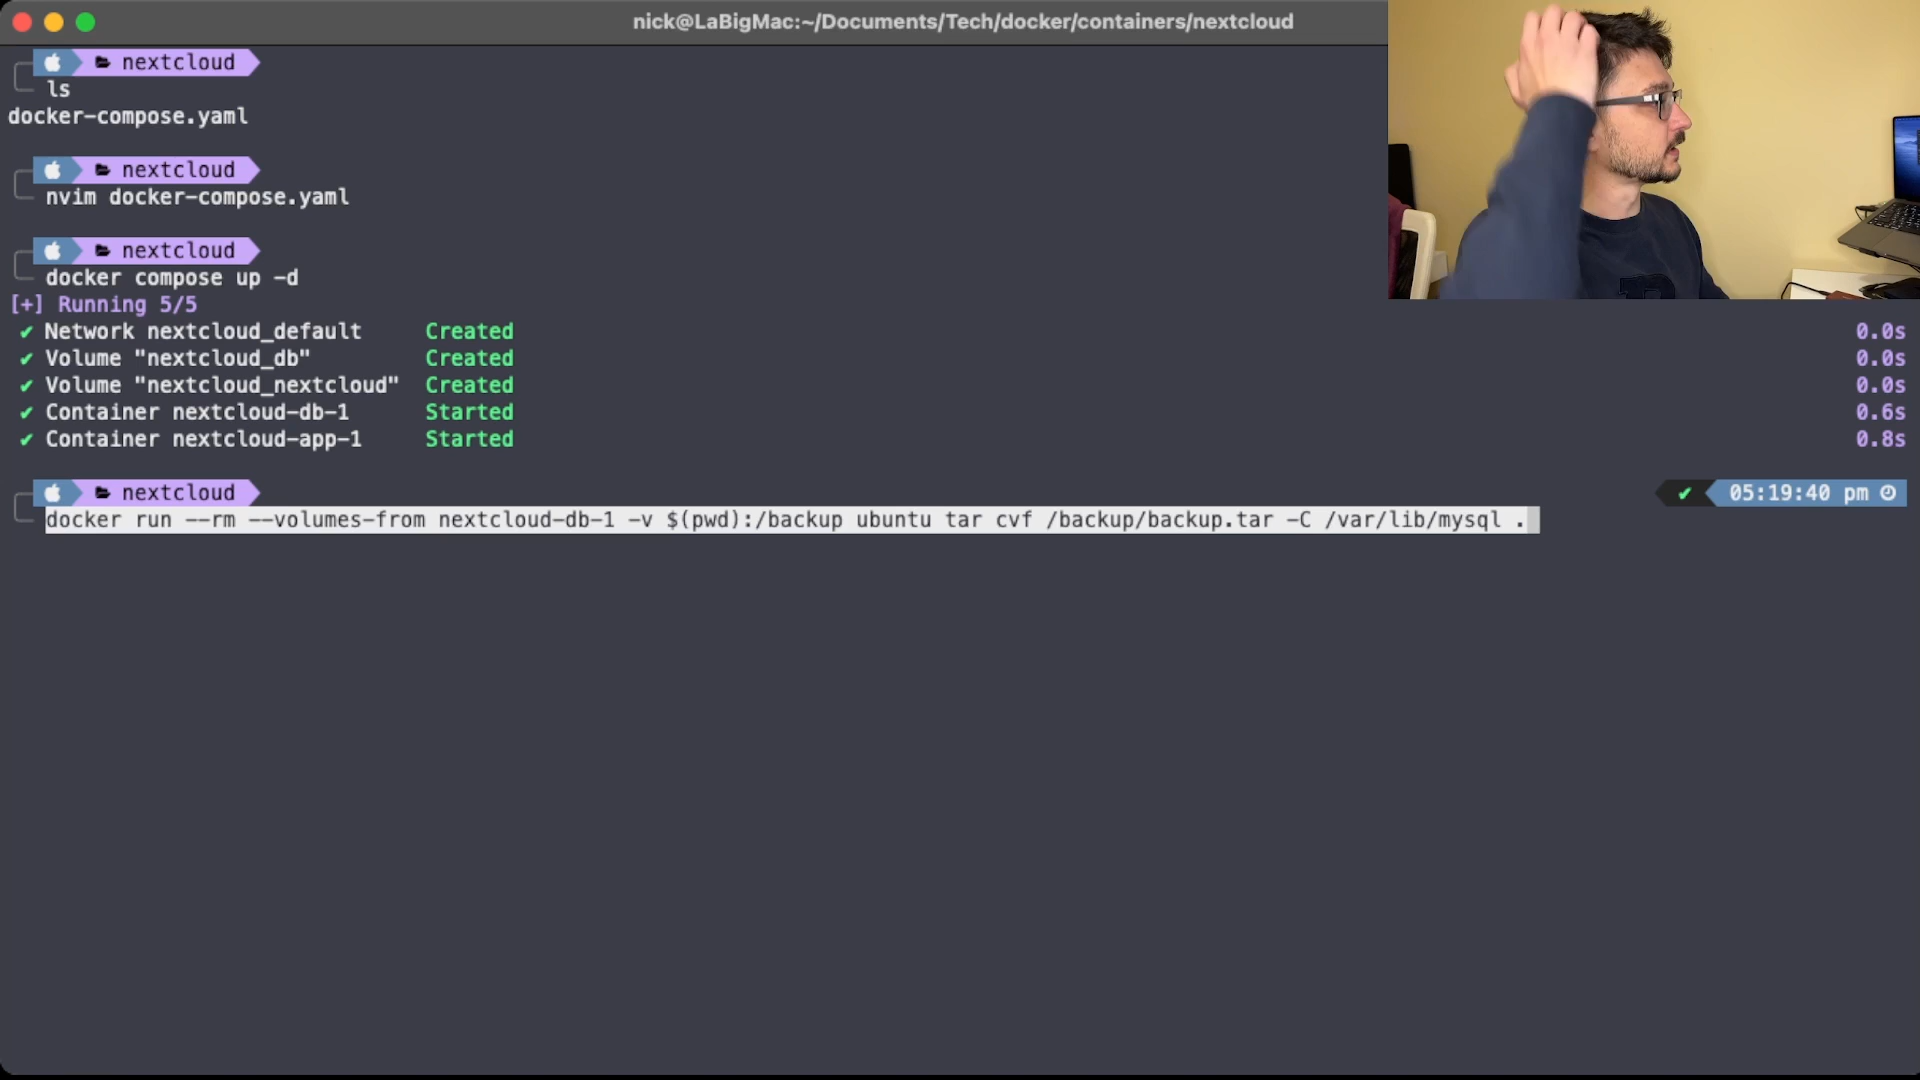 nick@LaBigMac:~/Documents/Tech/docker/containers/nextcloud
nextcloud
ls
docker-compose.yaml
nextcloud
nvim docker-compose.yaml
nextcloud
docker compose up -d
[+] Running 5/5
✔ Network nextcloud_default Created 0.0s
✔ Volume "nextcloud_db" Created 0.0s
✔ Volume "nextcloud_nextcloud" Created 0.0s
✔ Container nextcloud-db-1 Started 0.6s
✔ Container nextcloud-app-1 Started 0.8s
nextcloud ✔ 05:19:40 pm
docker run --rm --volumes-from nextcloud-db-1 -v $(pwd):/backup ubuntu tar cvf /backup/backup.tar -C /var/lib/mysql .